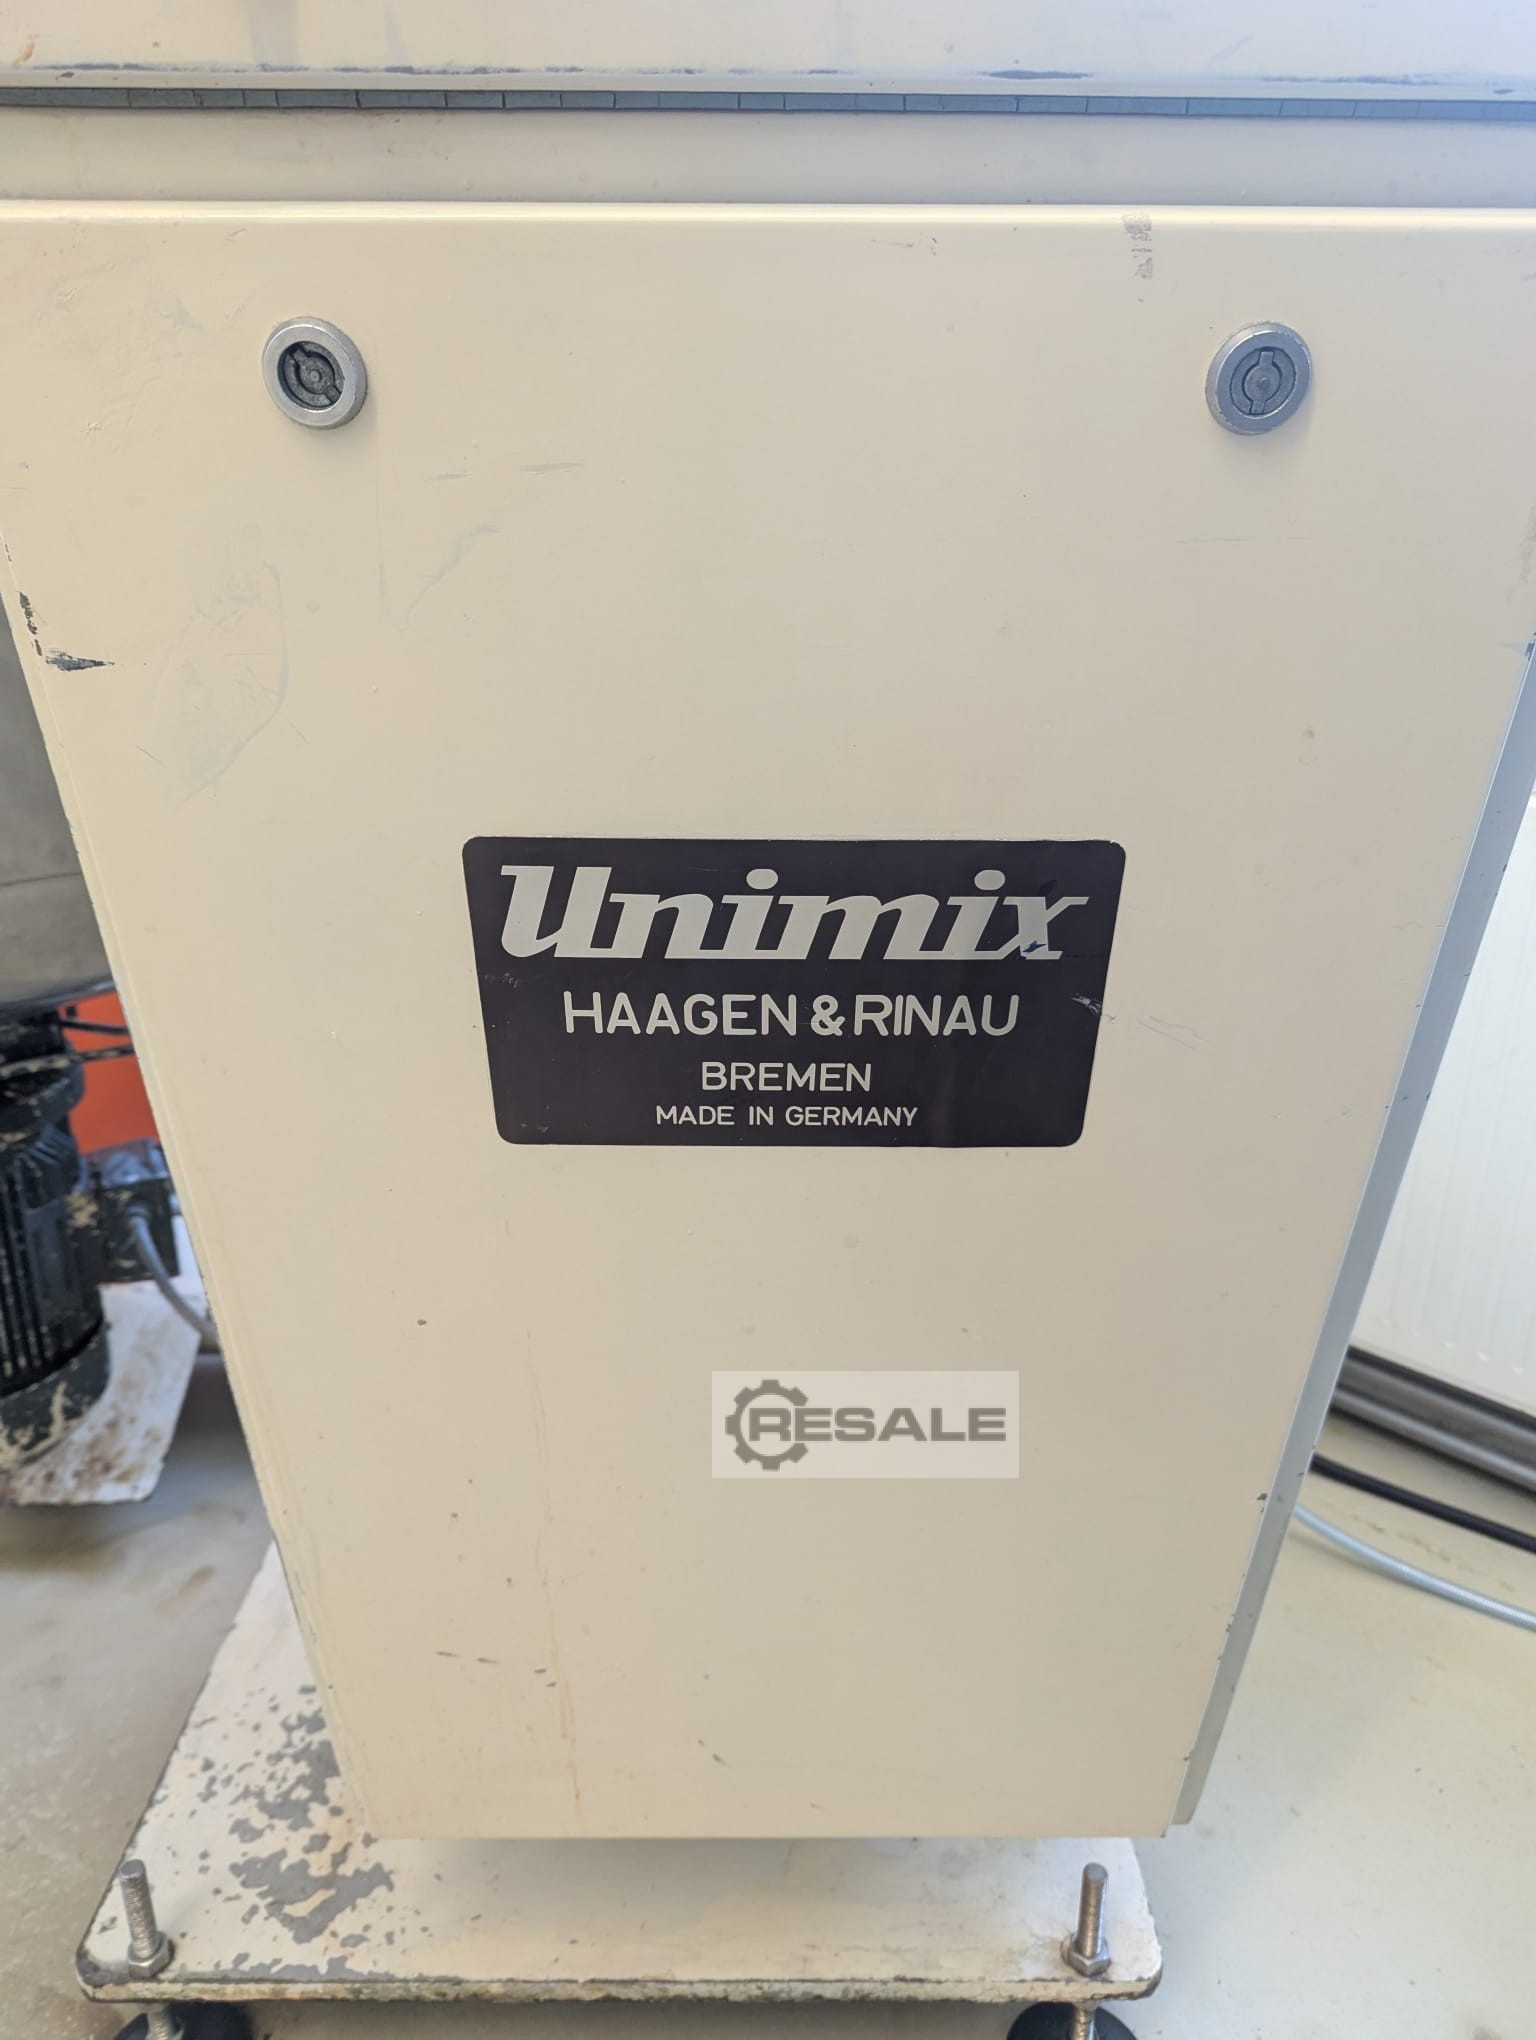 Unimix
HAAGEN & RINAU
BREMEN
MADE IN GERMANY
RESALE